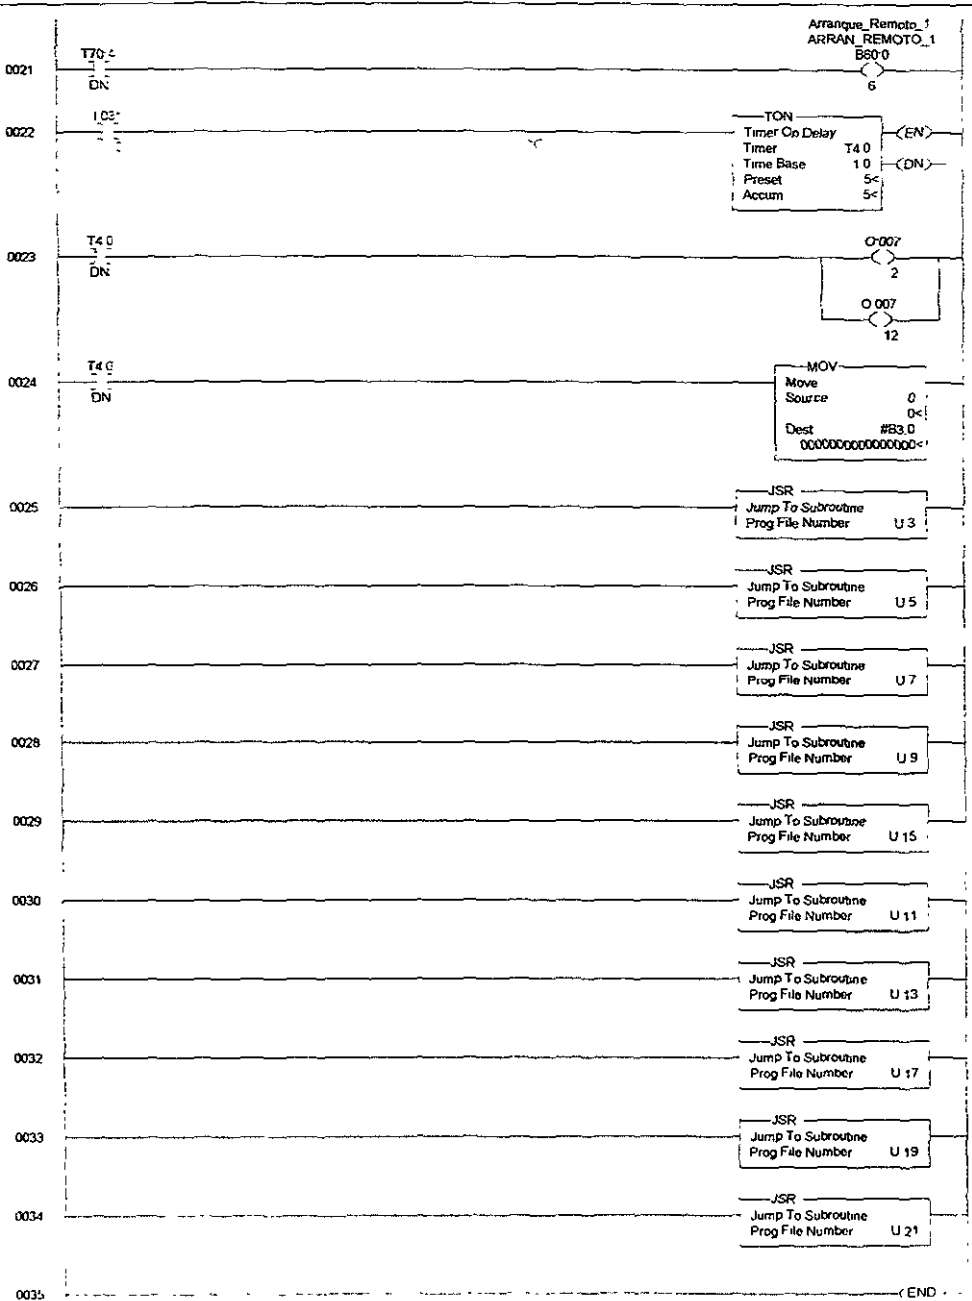 Arranque_Remoto_1
ARRAN_REMOTO_1
B60:0
0021
DN
6
0022
TON
Timer On Delay
Timer T4:0
Time Base 1.0
Preset 5<
Accum 5<
(EN)
(DN)
0023
T4:0
DN
O:007
2
O:007
12
0024
T4:0
DN
MOV
Move
Source 0
0<
Dest #B3:0
0000000000000000<
0025
JSR
Jump To Subroutine
Prog File Number U:3
0026
JSR
Jump To Subroutine
Prog File Number U:5
0027
JSR
Jump To Subroutine
Prog File Number U:7
0028
JSR
Jump To Subroutine
Prog File Number U:9
0029
JSR
Jump To Subroutine
Prog File Number U:15
0030
JSR
Jump To Subroutine
Prog File Number U:11
0031
JSR
Jump To Subroutine
Prog File Number U:13
0032
JSR
Jump To Subroutine
Prog File Number U:17
0033
JSR
Jump To Subroutine
Prog File Number U:19
0034
JSR
Jump To Subroutine
Prog File Number U:21
0035
(END